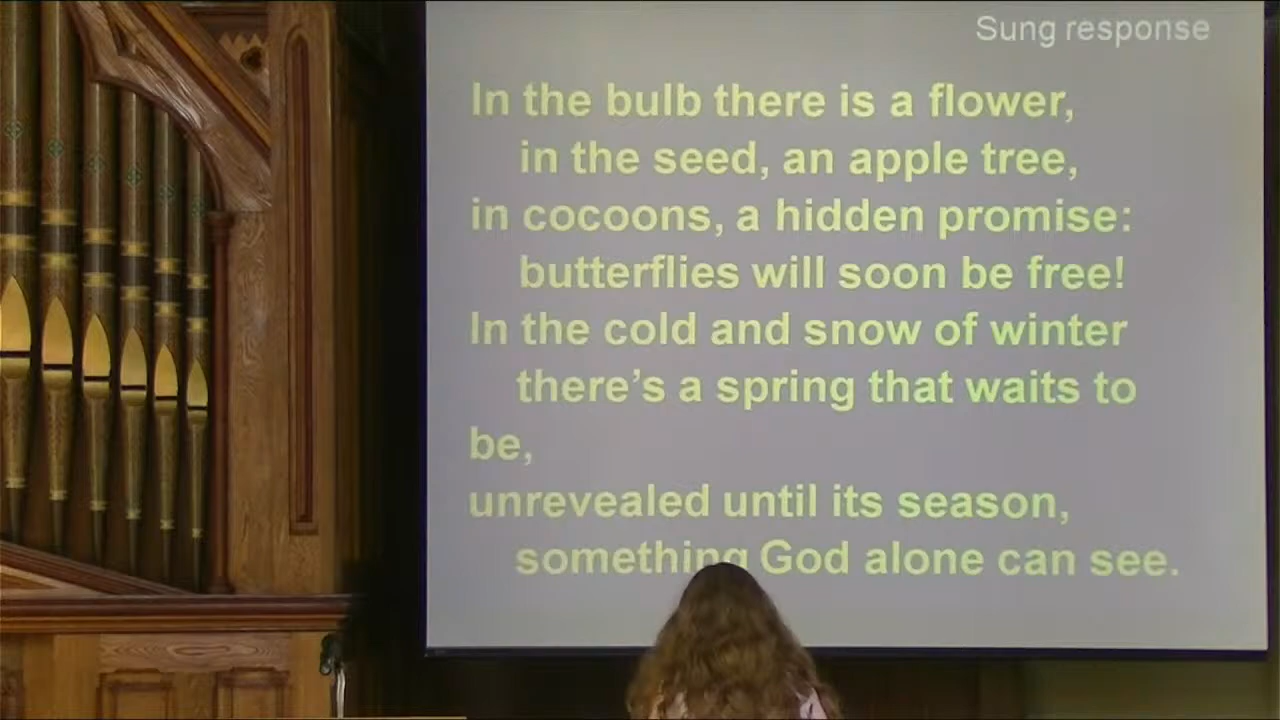 Sung response
In the bulb there is a flower,
in the seed, an apple tree,
in cocoons, a hidden promise:
butterflies will soon be free!
In the cold and snow of winter
there’s a spring that waits to
be,
unrevealed until its season,
something God alone can see.